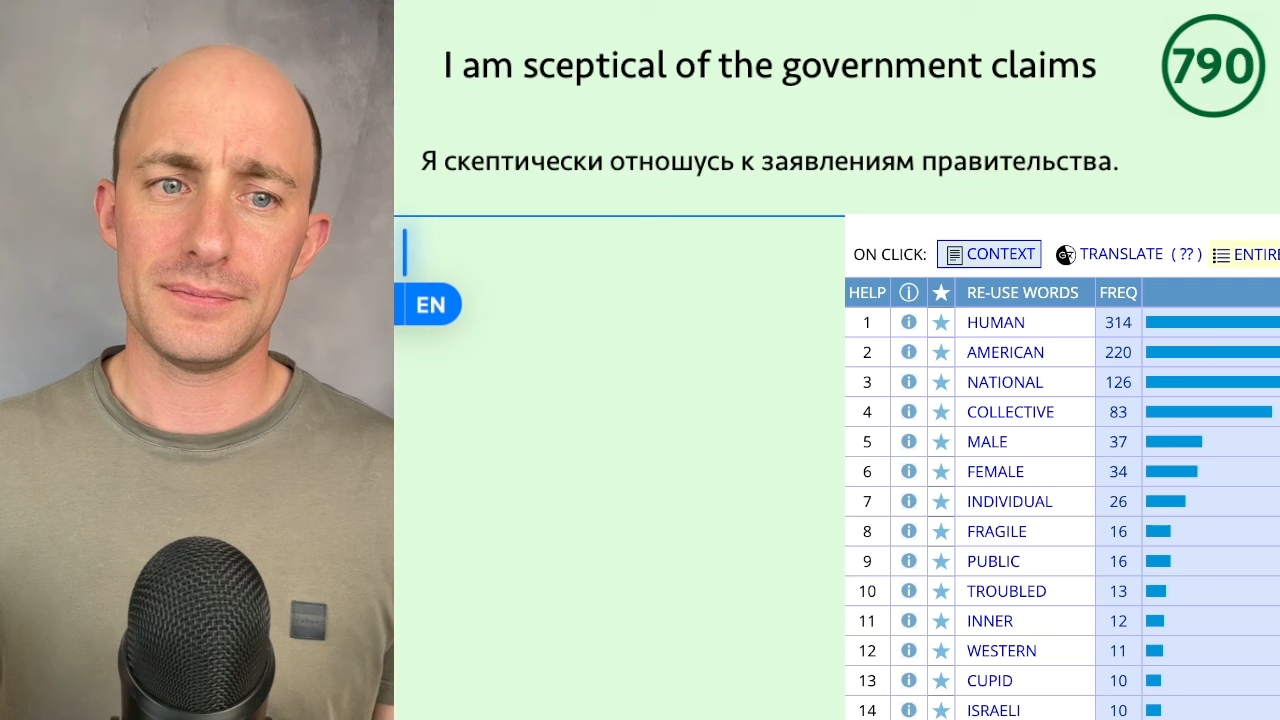 I am sceptical of the government claims
790
Я скептически отношусь к заявлениям правительства.
EN
ON CLICK: CONTEXT TRANSLATE ( ?? ) ENTIRE
HELP RE-USE WORDS FREQ
1 HUMAN 314
2 AMERICAN 220
3 NATIONAL 126
4 COLLECTIVE 83
5 MALE 37
6 FEMALE 34
7 INDIVIDUAL 26
8 FRAGILE 16
9 PUBLIC 16
10 TROUBLED 13
11 INNER 12
12 WESTERN 11
13 CUPID 10
14 ISRAELI 10